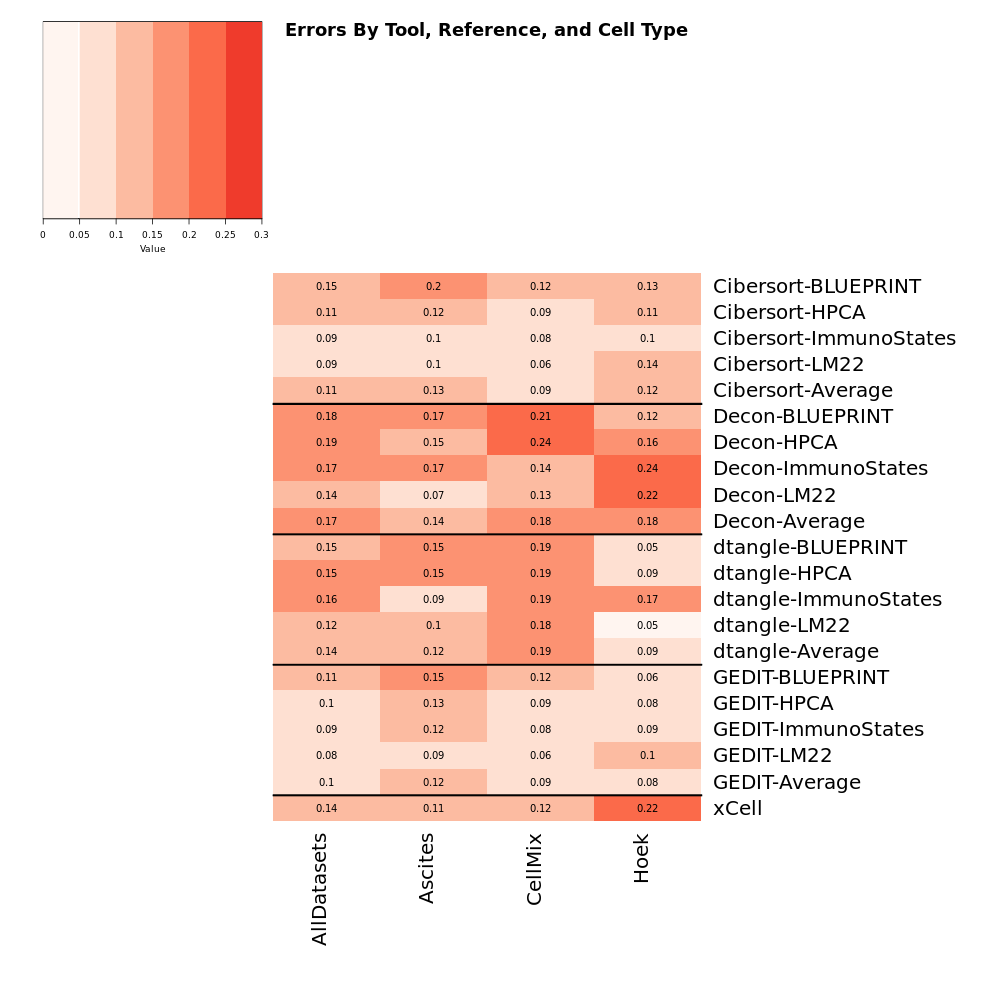 Errors By Tool, Reference, and Cell Type
0 0.05 0.1 0.15 0.2 0.25 0.3
Value
0.15 0.2 0.12 0.13 Cibersort-BLUEPRINT
0.11 0.12 0.09 0.11 Cibersort-HPCA
0.09 0.1 0.08 0.1 Cibersort-ImmunoStates
0.09 0.1 0.06 0.14 Cibersort-LM22
0.11 0.13 0.09 0.12 Cibersort-Average
0.18 0.17 0.21 0.12 Decon-BLUEPRINT
0.19 0.15 0.24 0.16 Decon-HPCA
0.17 0.17 0.14 0.24 Decon-ImmunoStates
0.14 0.07 0.13 0.22 Decon-LM22
0.17 0.14 0.18 0.18 Decon-Average
0.15 0.15 0.19 0.05 dtangle-BLUEPRINT
0.15 0.15 0.19 0.09 dtangle-HPCA
0.16 0.09 0.19 0.17 dtangle-ImmunoStates
0.12 0.1 0.18 0.05 dtangle-LM22
0.14 0.12 0.19 0.09 dtangle-Average
0.11 0.15 0.12 0.06 GEDIT-BLUEPRINT
0.1 0.13 0.09 0.08 GEDIT-HPCA
0.09 0.12 0.08 0.09 GEDIT-ImmunoStates
0.08 0.09 0.06 0.1 GEDIT-LM22
0.1 0.12 0.09 0.08 GEDIT-Average
0.14 0.11 0.12 0.22 xCell
AllDatasets
Ascites
CellMix
Hoek